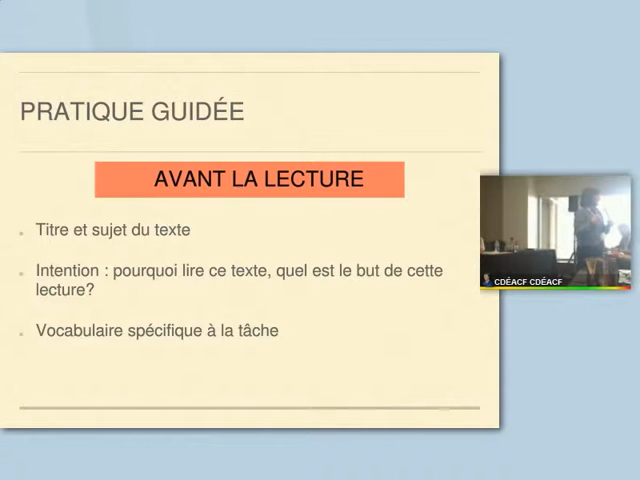 PRATIQUE GUIDÉE
AVANT LA LECTURE
Titre et sujet du texte
Intention : pourquoi lire ce texte, quel est le but de cette
lecture?
Vocabulaire spécifique à la tâche
CDÉACF CDÉACF